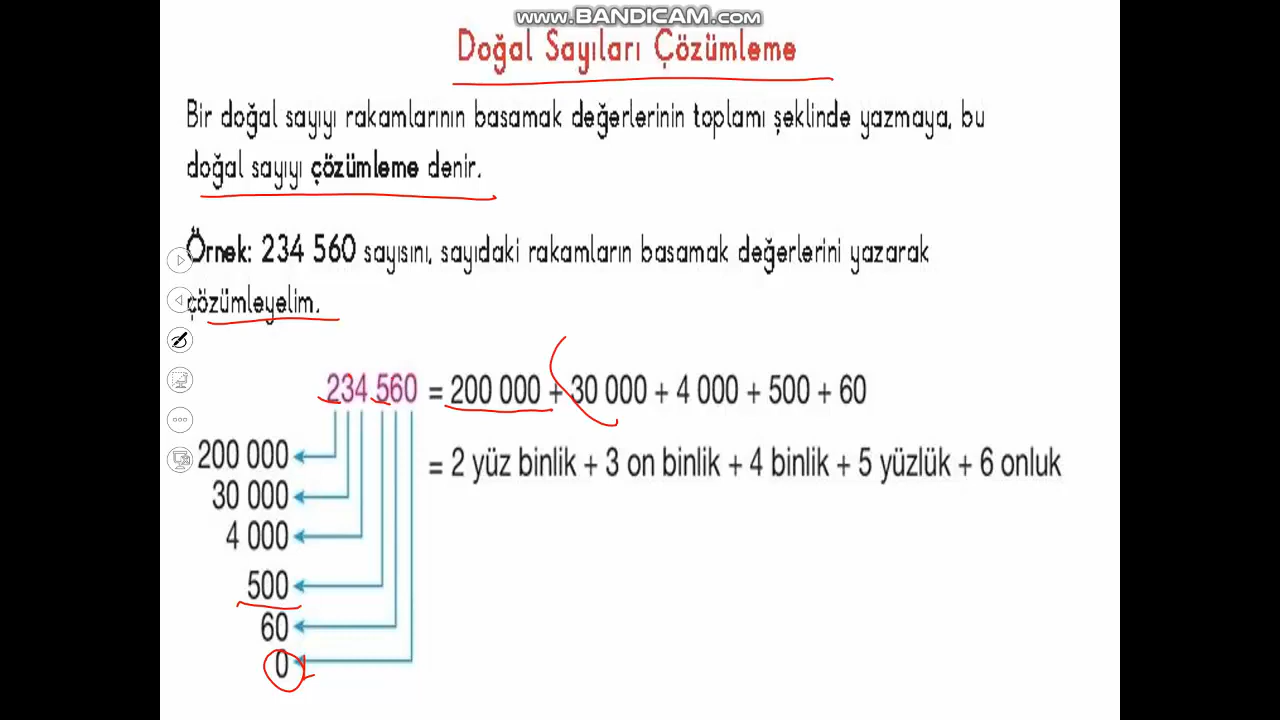 www.BANDICAM.com
Doğal Sayıları Çözümleme
Bir doğal sayıyı rakamlarının basamak değerlerinin toplamı şeklinde yazmaya, bu
doğal sayıyı çözümleme denir.
Örnek: 234 560 sayısını, sayıdaki rakamların basamak değerlerini yazarak
çözümleyelim.
234 560 = 200 000 + 30 000 + 4 000 + 500 + 60
200 000
= 2 yüz binlik + 3 on binlik + 4 binlik + 5 yüzlük + 6 onluk
30 000
4 000
500
60
0